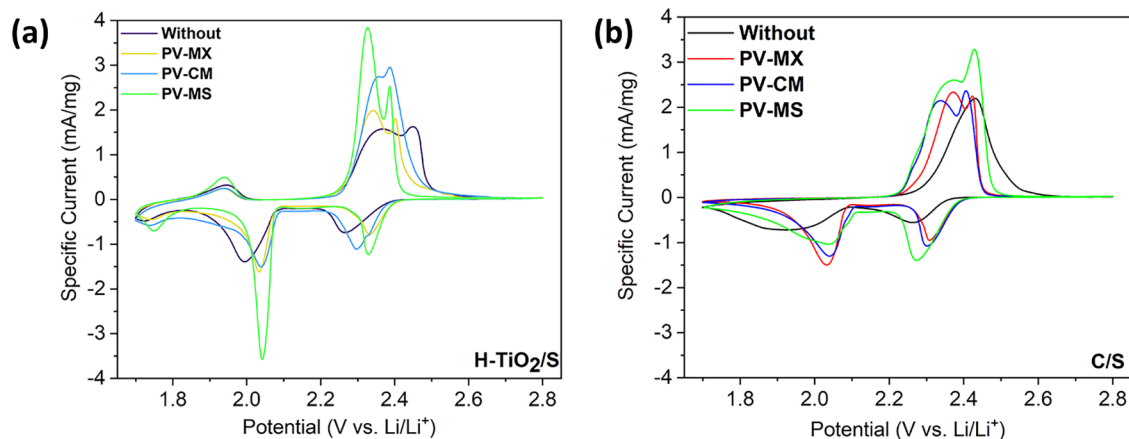 (a)
Specific Current (mA/mg)
4
3
2
1
0
-1
-2
-3
-4
Without
PV-MX
PV-CM
PV-MS
H-TiO2/S
1.8 2.0 2.2 2.4 2.6 2.8
Potential (V vs. Li/Li+)
(b)
Specific Current (mA/mg)
4
3
2
1
0
-1
-2
-3
-4
Without
PV-MX
PV-CM
PV-MS
C/S
1.8 2.0 2.2 2.4 2.6 2.8
Potential (V vs. Li/Li+)